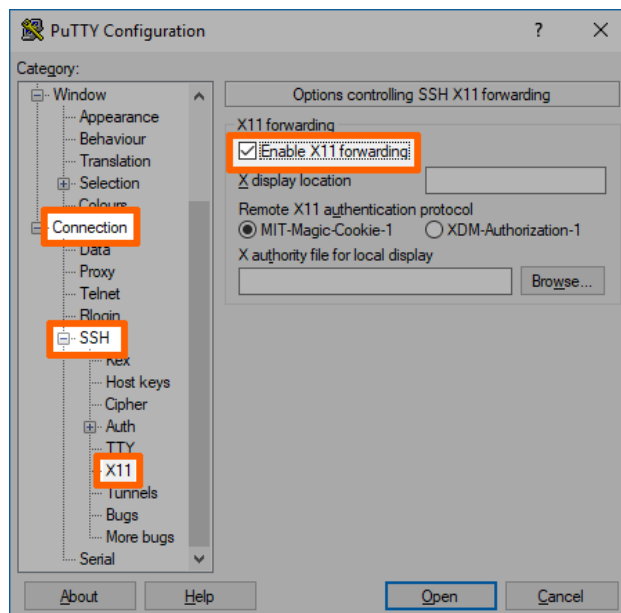 PuTTY Configuration ? ×
Category:
Window
Appearance
Behaviour
Translation
Selection
Colours
Connection
Data
Proxy
Telnet
Rlogin
SSH
Kex
Host keys
Cipher
Auth
TTY
X11
Tunnels
Bugs
More bugs
Serial
Options controlling SSH X11 forwarding
X11 forwarding
Enable X11 forwarding
X display location
Remote X11 authentication protocol
MIT-Magic-Cookie-1 XDM-Authorization-1
X authority file for local display
Browse...
About Help Open Cancel